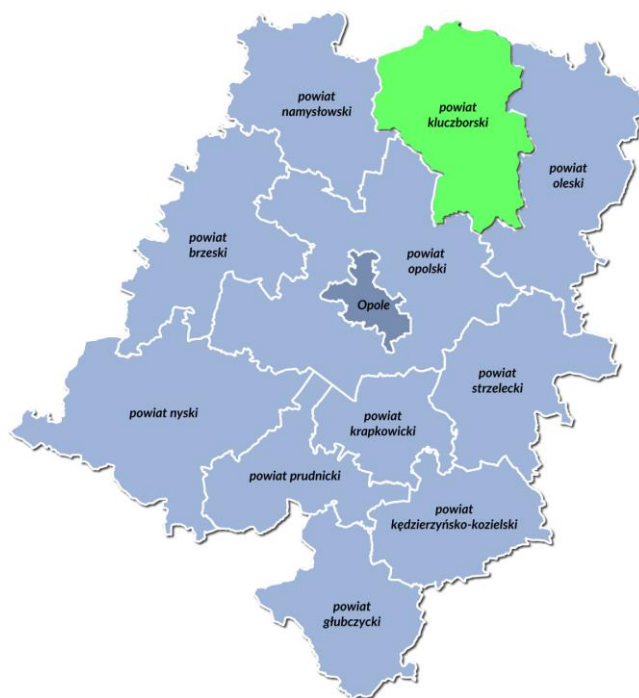 powiat
namysłowski
powiat
kluczborski
powiat
oleski
powiat
brzeski
powiat
opolski
Opole
powiat
strzelecki
powiat nyski
powiat
krapkowicki
powiat prudnicki
powiat
kędzierzyńsko-kozielski
powiat
głubczycki